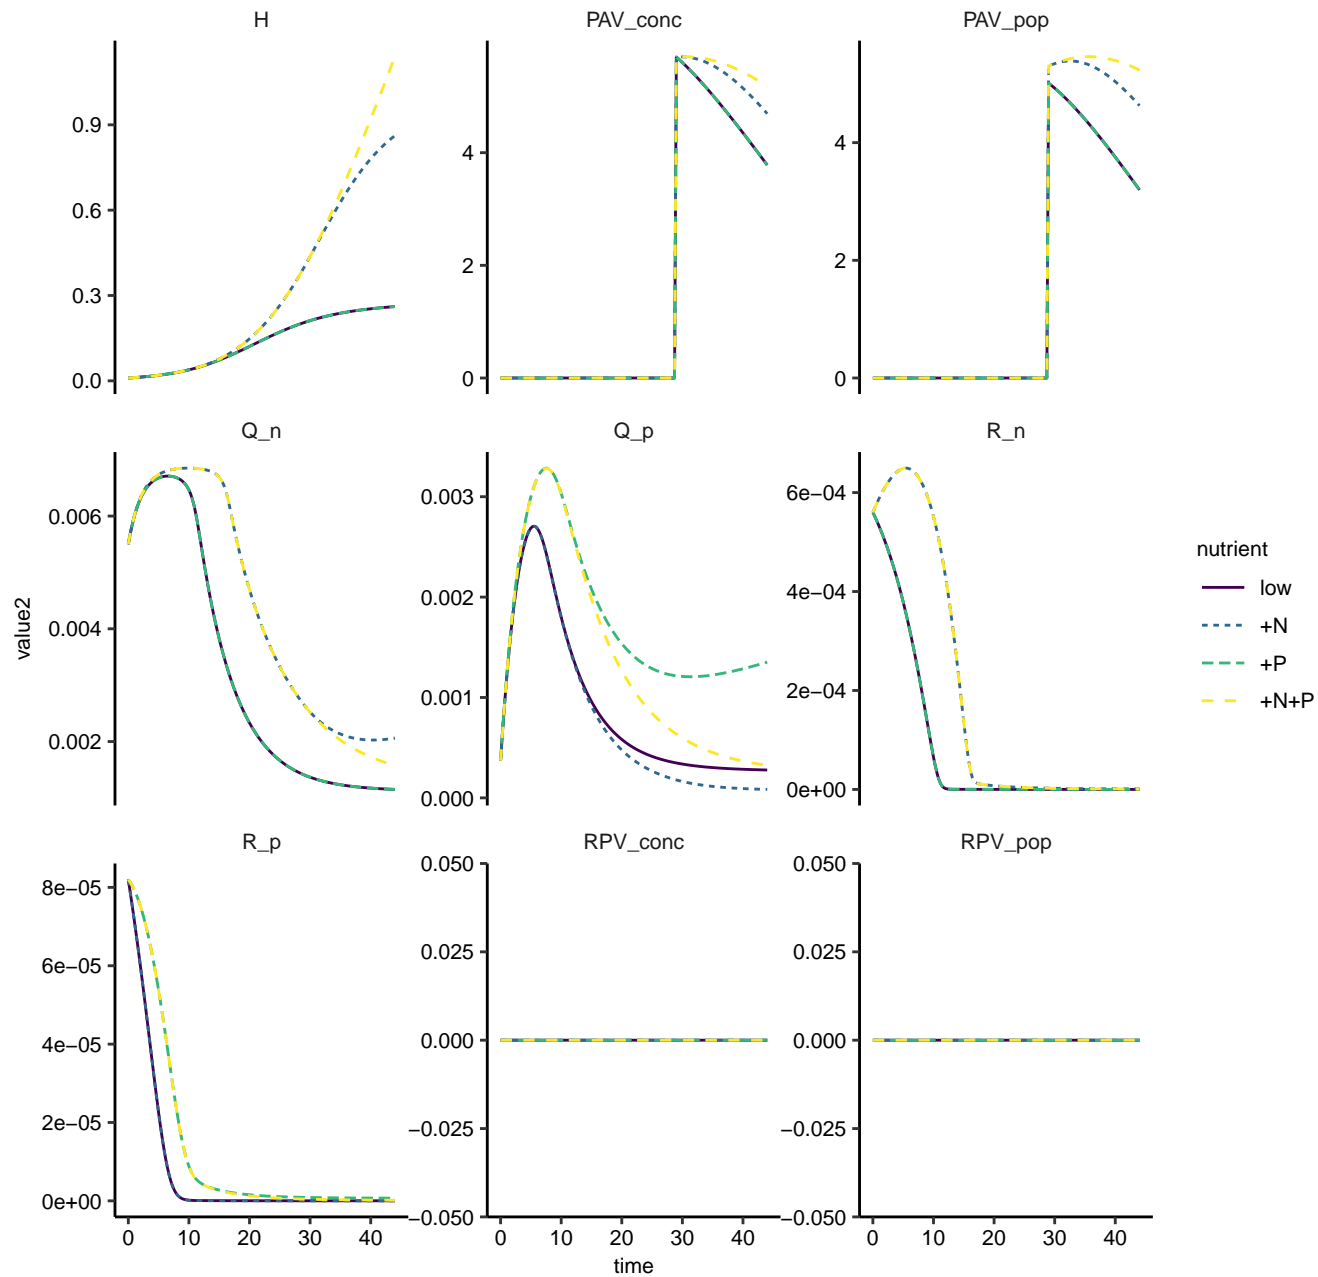 H
PAV_conc
PAV_pop
0.9
0.6
0.3
0.0
4
2
0
4
2
0
Q_n
Q_p
R_n
0.006
0.004
0.002
0.003
0.002
0.001
0.000
6e−04
4e−04
2e−04
0e+00
R_p
RPV_conc
RPV_pop
8e−05
6e−05
4e−05
2e−05
0e+00
0.050
0.025
0.000
−0.025
−0.050
0.050
0.025
0.000
−0.025
−0.050
0 10 20 30 40
0 10 20 30 40
0 10 20 30 40
time
value2
nutrient
low
+N
+P
+N+P